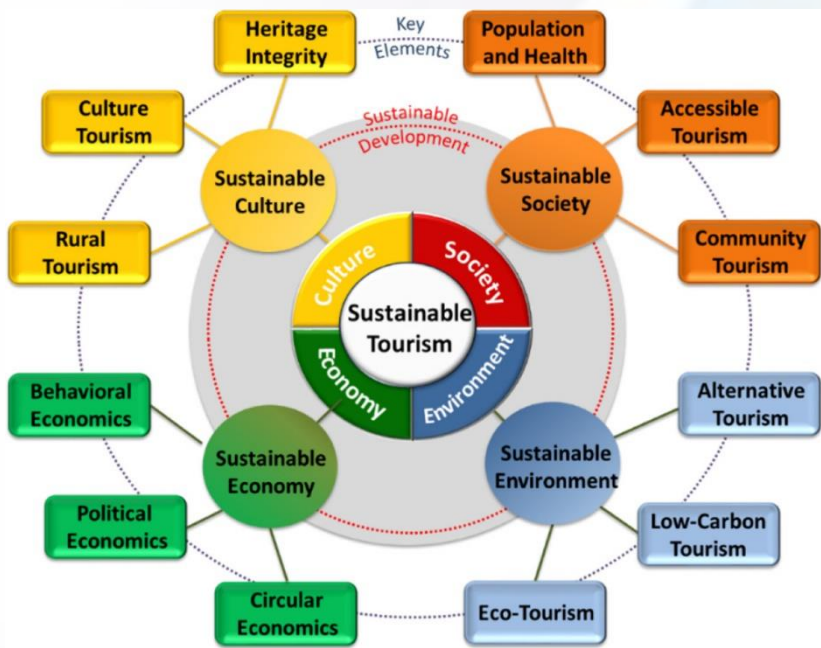 Heritage
Integrity
Key
Elements
Population
and Health
Culture
Tourism
Sustainable
Development
Accessible
Tourism
Sustainable
Culture
Sustainable
Society
Rural
Tourism
Community
Tourism
Culture
Society
Sustainable
Tourism
Economy
Environment
Behavioral
Economics
Alternative
Tourism
Sustainable
Economy
Sustainable
Environment
Political
Economics
Low-Carbon
Tourism
Circular
Economics
Eco-Tourism